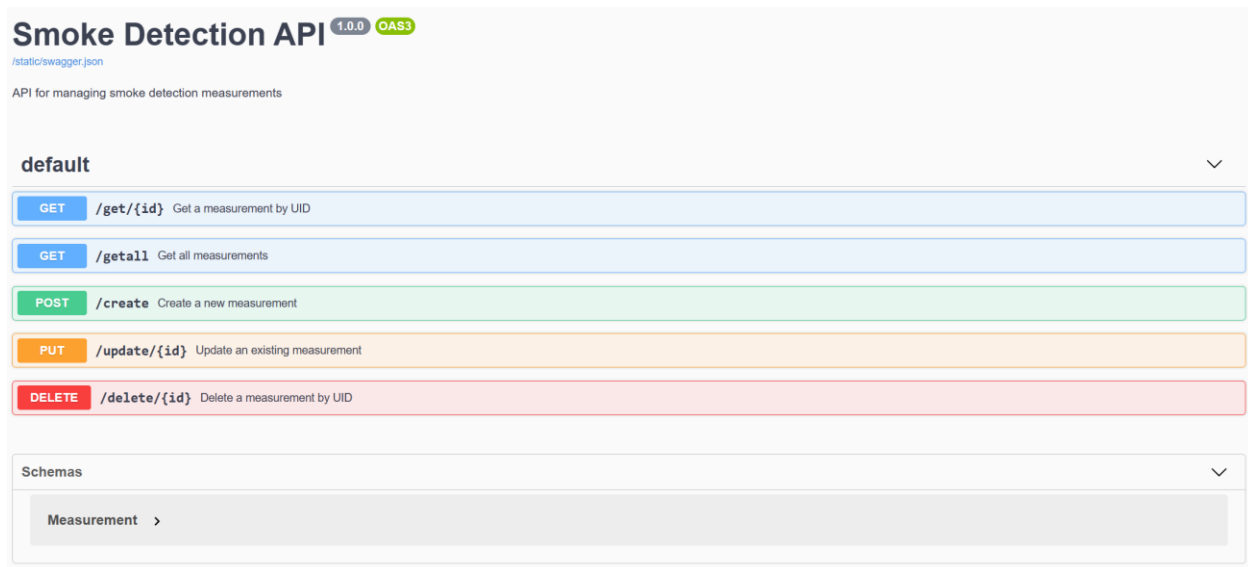 Smoke Detection API 1.0.0 OAS3
/static/swagger.json
API for managing smoke detection measurements
default
GET /get/{id} Get a measurement by UID
GET /getall Get all measurements
POST /create Create a new measurement
PUT /update/{id} Update an existing measurement
DELETE /delete/{id} Delete a measurement by UID
Schemas
Measurement